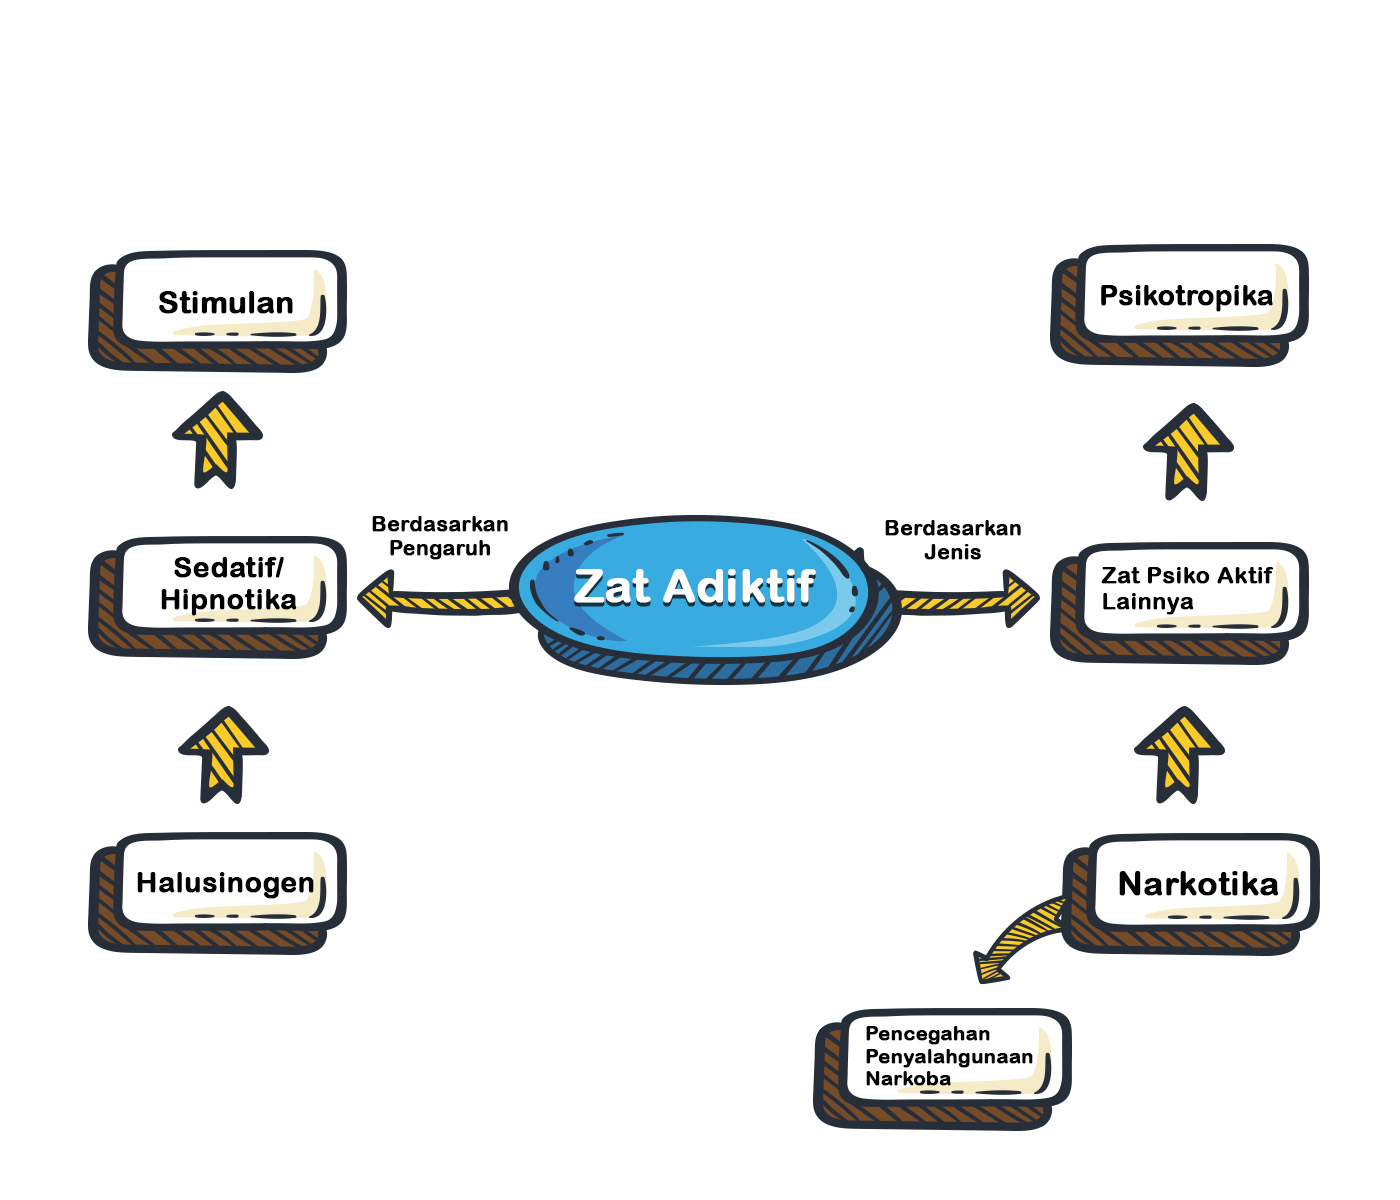 Stimulan
Psikotropika
Berdasarkan
Pengaruh
Berdasarkan
Jenis
Sedatif/
Hipnotika
Zat Adiktif
Zat Psiko Aktif
Lainnya
Halusinogen
Narkotika
Pencegahan
Penyalahgunaan
Narkoba